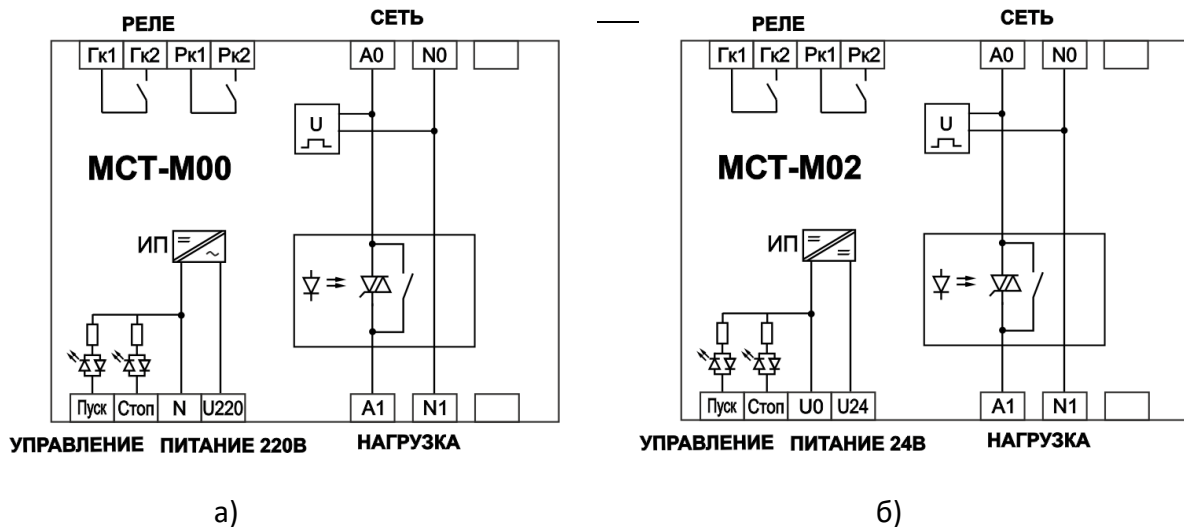 РЕЛЕ СЕТЬ
Гк1 Гк2 Рк1 Рк2 A0 N0
U
МСТ-М00
ИП
Пуск Стоп N U220 A1 N1
УПРАВЛЕНИЕ ПИТАНИЕ 220В НАГРУЗКА
а)
РЕЛЕ СЕТЬ
Гк1 Гк2 Рк1 Рк2 A0 N0
U
МСТ-М02
ИП
Пуск Стоп U0 U24 A1 N1
УПРАВЛЕНИЕ ПИТАНИЕ 24В НАГРУЗКА
б)